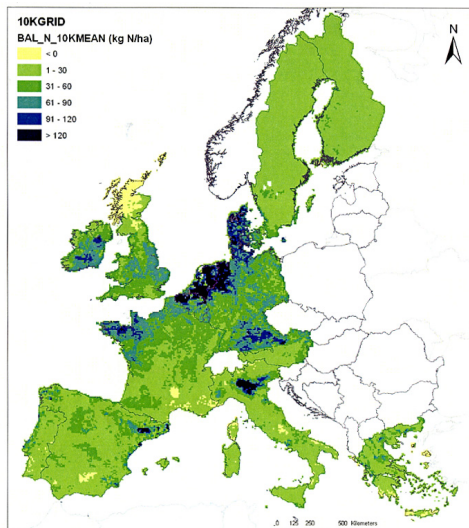 10KGRID
BAL_N_10KMEAN (kg N/ha)
< 0
1 - 30
31 - 60
61 - 90
91 - 120
> 120
N
0 125 250 500 Kilometers